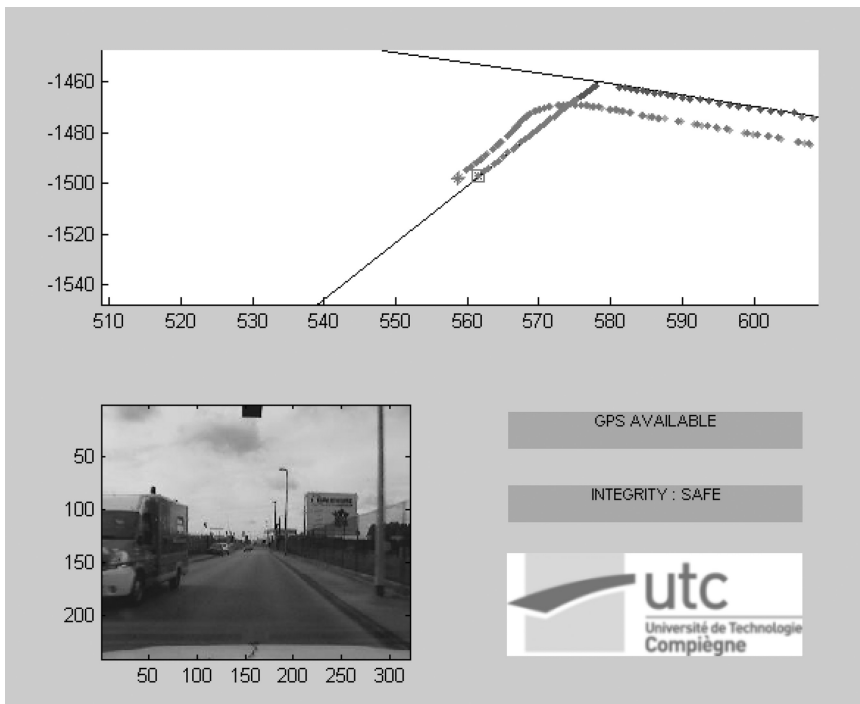 -1460
-1480
-1500
-1520
-1540
510 520 530 540 550 560 570 580 590 600
50
100
150
200
50 100 150 200 250 300
GPS AVAILABLE
INTEGRITY : SAFE
utc
Université de Technologie
Compiègne